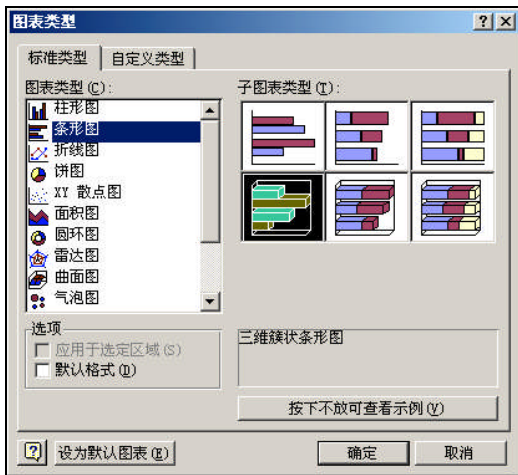 图表类型
标准类型 自定义类型
图表类型(C): 子图表类型(T):
柱形图
条形图
折线图
饼图
XY 散点图
面积图
圆环图
雷达图
曲面图
气泡图
选项
应用于选定区域(S)
默认格式(D)
三维簇状条形图
按下不放可查看示例(V)
设为默认图表(E) 确定 取消